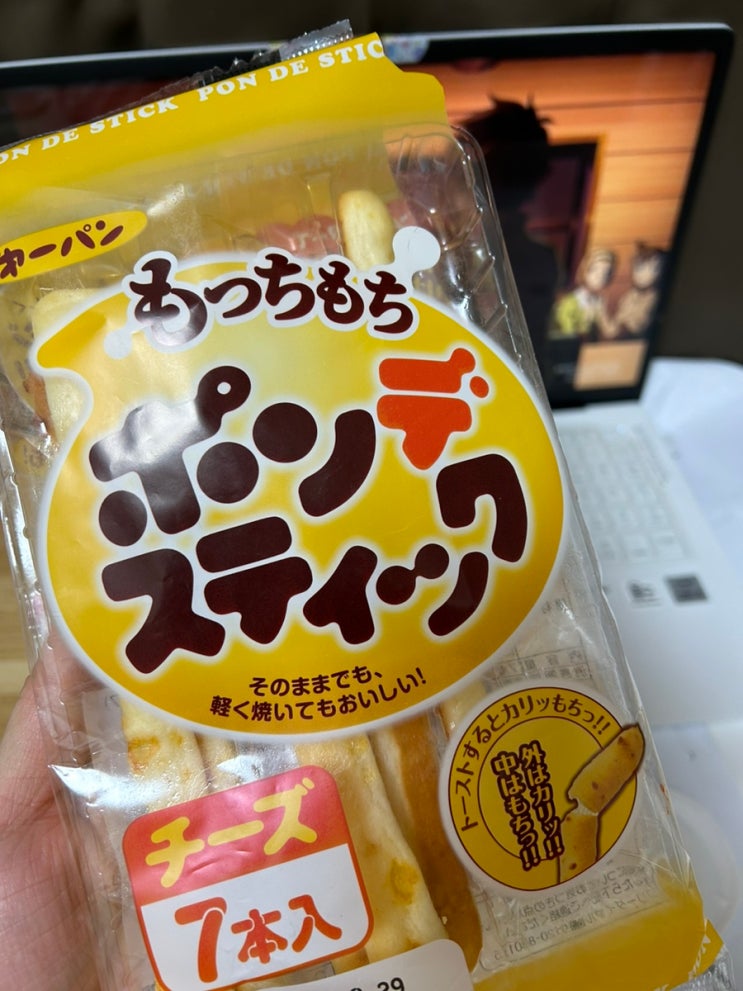 PON DE STICK PON DE STIC
ーパン
もっちもち
ポンデ
スティック
そのままでも、
軽く焼いてもおいしい!
トーストするとカリッもちっ!!
外はカリッ!!
中はもちっ!!
チーズ
7本入
29